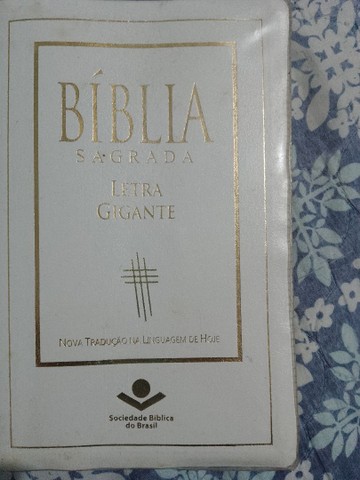 BÍBLIA
SAGRADA
LETRA
GIGANTE
NOVA TRADUÇÃO NA LINGUAGEM DE HOJE
Sociedade Bíblica
do Brasil